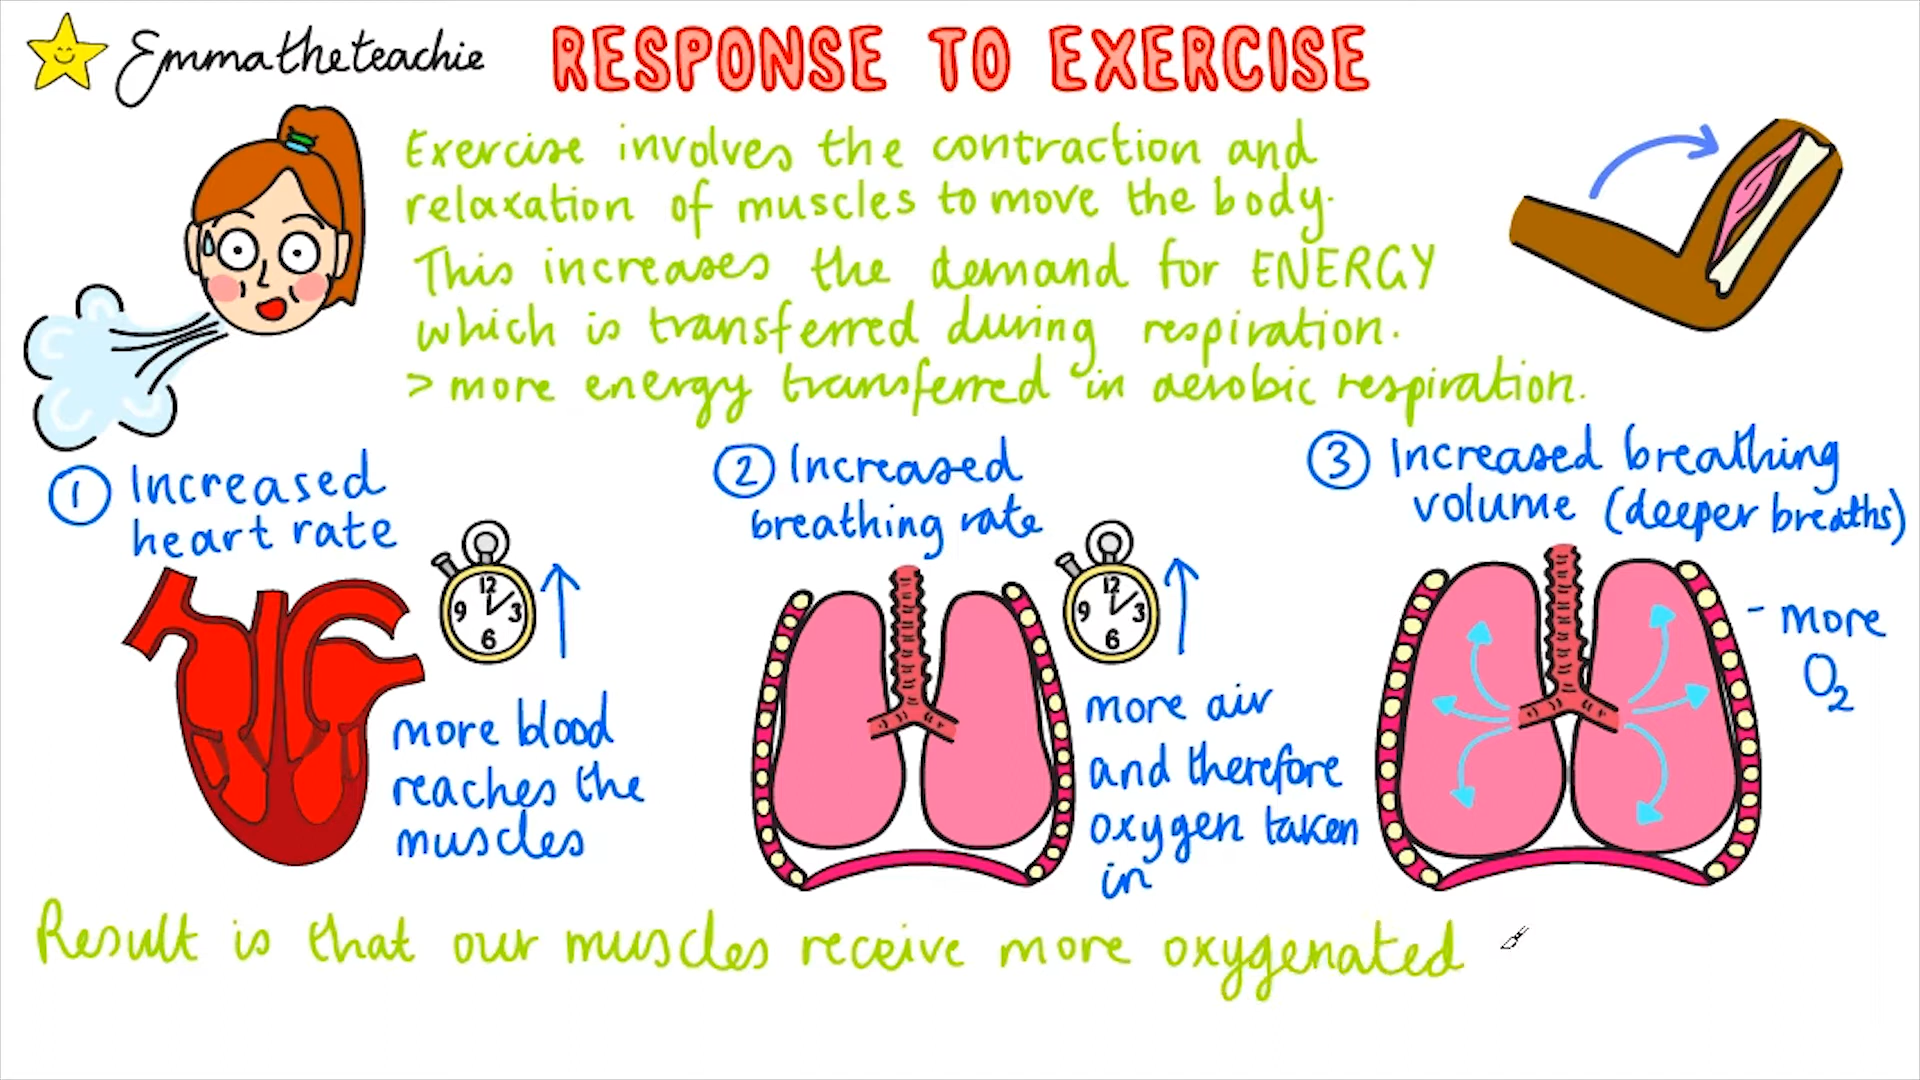 Emmatheteachie
RESPONSE TO EXERCISE
Exercise involves the contraction and
relaxation of muscles to move the body.
This increases the demand for ENERGY
which is transferred during respiration.
> more energy transferred in aerobic respiration.
1 Increased
heart rate
12
3
6
9
more blood
reaches the
muscles
2 Increased
breathing rate
12
3
6
9
more air
and therefore
oxygen taken
in
3 Increased breathing
volume (deeper breaths)
- more
O₂
Result is that our muscles receive more oxygenated